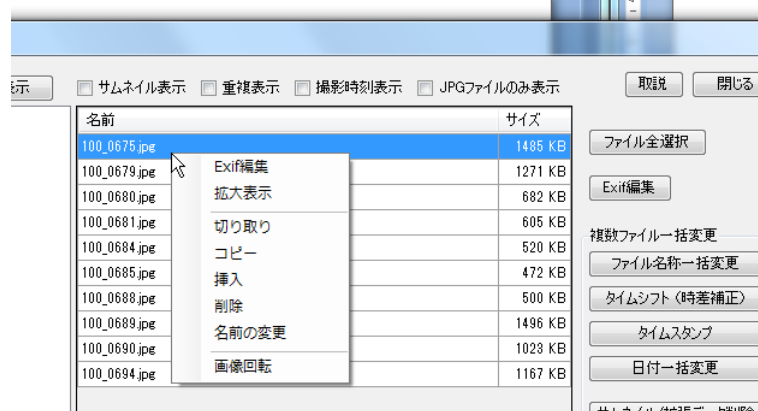 表示
サムネイル表示 重複表示 撮影時刻表示 JPGファイルのみ表示
取説 閉じる
名前 サイズ
100_0675.jpg 1485 KB
100_0679.jpg 1271 KB
100_0680.jpg 682 KB
100_0681.jpg 605 KB
100_0684.jpg 520 KB
100_0685.jpg 472 KB
100_0688.jpg 500 KB
100_0689.jpg 1496 KB
100_0690.jpg 1023 KB
100_0694.jpg 1167 KB
Exif編集
拡大表示
切り取り
コピー
挿入
削除
名前の変更
画像回転
ファイル全選択
Exif編集
複数ファイル一括変更
ファイル名称一括変更
タイムシフト(時差補正)
タイムスタンプ
日付一括変更